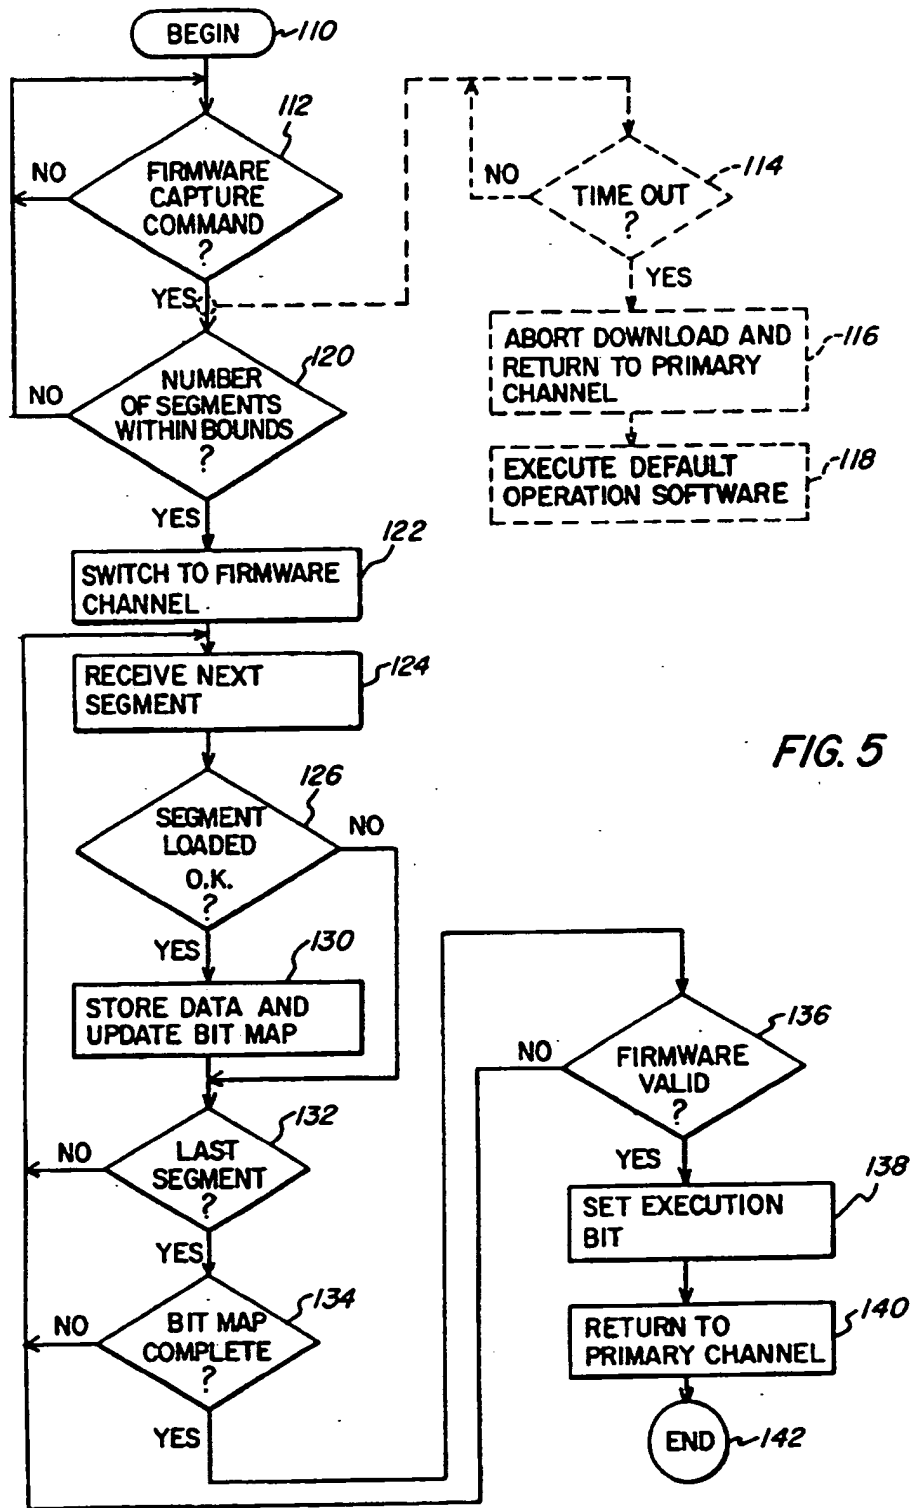 BEGIN
110
112
NO
FIRMWARE
CAPTURE
COMMAND
?
YES
114
NO
TIME OUT
?
YES
ABORT DOWNLOAD AND
RETURN TO PRIMARY
CHANNEL
116
EXECUTE DEFAULT
OPERATION SOFTWARE
118
120
NO
NUMBER
OF SEGMENTS
WITHIN BOUNDS
?
YES
122
SWITCH TO FIRMWARE
CHANNEL
RECEIVE NEXT
SEGMENT
124
FIG. 5
126
SEGMENT
LOADED
O.K.
?
NO
YES
130
STORE DATA AND
UPDATE BIT MAP
132
NO
LAST
SEGMENT
?
YES
134
NO
BIT MAP
COMPLETE
?
YES
136
NO
FIRMWARE
VALID
?
YES
138
SET EXECUTION
BIT
140
RETURN TO
PRIMARY CHANNEL
END
142